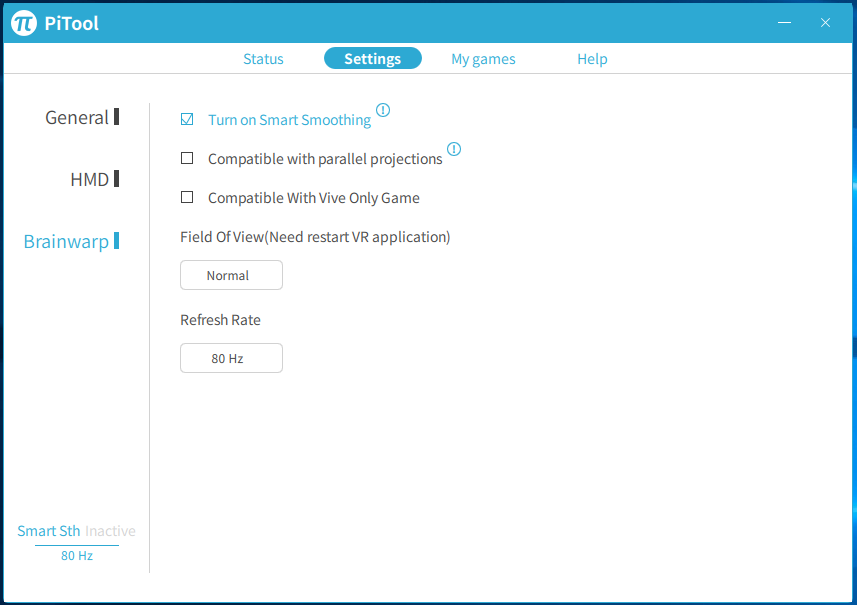 PiTool
Status Settings My games Help
General
HMD
Brainwarp
Turn on Smart Smoothing
Compatible with parallel projections
Compatible With Vive Only Game
Field Of View(Need restart VR application)
Normal
Refresh Rate
80 Hz
Smart Sth Inactive
80 Hz